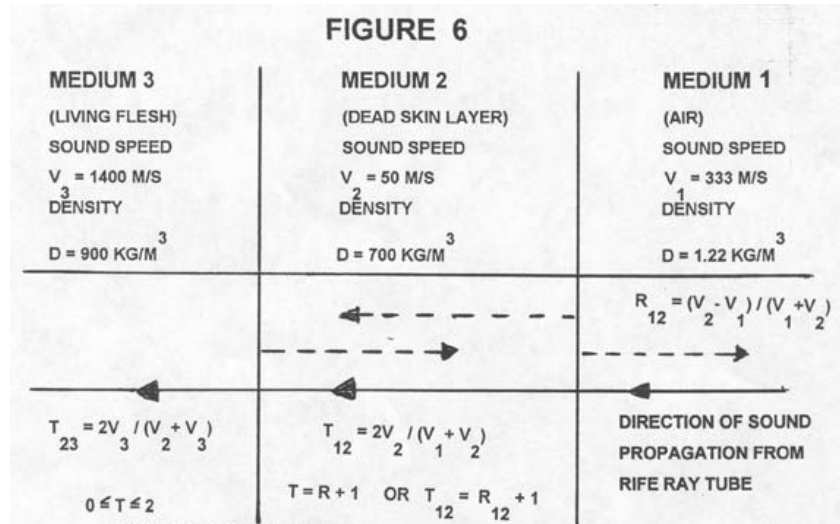 FIGURE 6
MEDIUM 3
(LIVING FLESH)
SOUND SPEED
V₃ = 1400 M/S
DENSITY
D = 900 KG/M³
MEDIUM 2
(DEAD SKIN LAYER)
SOUND SPEED
V₂ = 50 M/S
DENSITY
D = 700 KG/M³
MEDIUM 1
(AIR)
SOUND SPEED
V₁ = 333 M/S
DENSITY
D = 1.22 KG/M³
R₁₂ = (V₂ - V₁) / (V₁ +V₂)
T₂₃ = 2V₃ / (V₂ + V₃)
0 ≤ T ≤ 2
T₁₂ = 2V₂ / (V₁ + V₂)
T = R + 1 OR T₁₂ = R₁₂ + 1
DIRECTION OF SOUND
PROPAGATION FROM
RIFE RAY TUBE